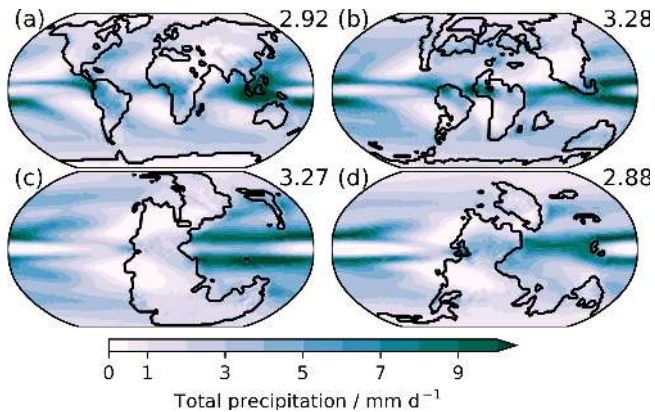 (a) 2.92 (b) 3.28
(c) 3.27 (d) 2.88
0 1 3 5 7 9
Total precipitation / mm d⁻¹